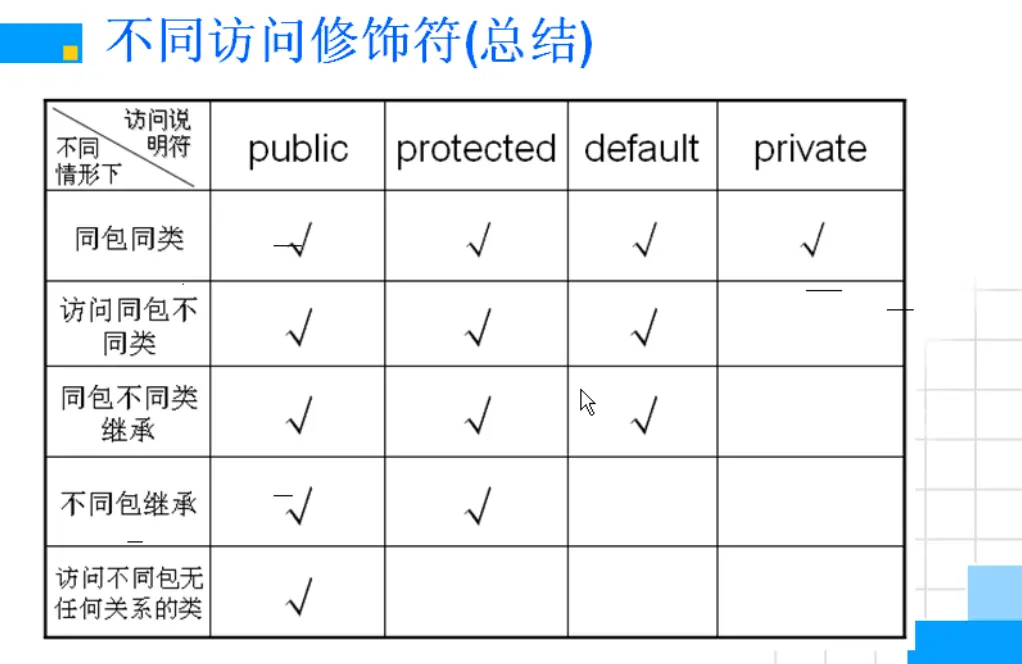 不同访问修饰符(总结)
访问说
明符
不同
情形下
public
protected
default
private
同包同类
√
√
√
√
访问同包不
同类
√
√
√
同包不同类
继承
√
√
√
不同包继承
√
√
访问不同包无
任何关系的类
√